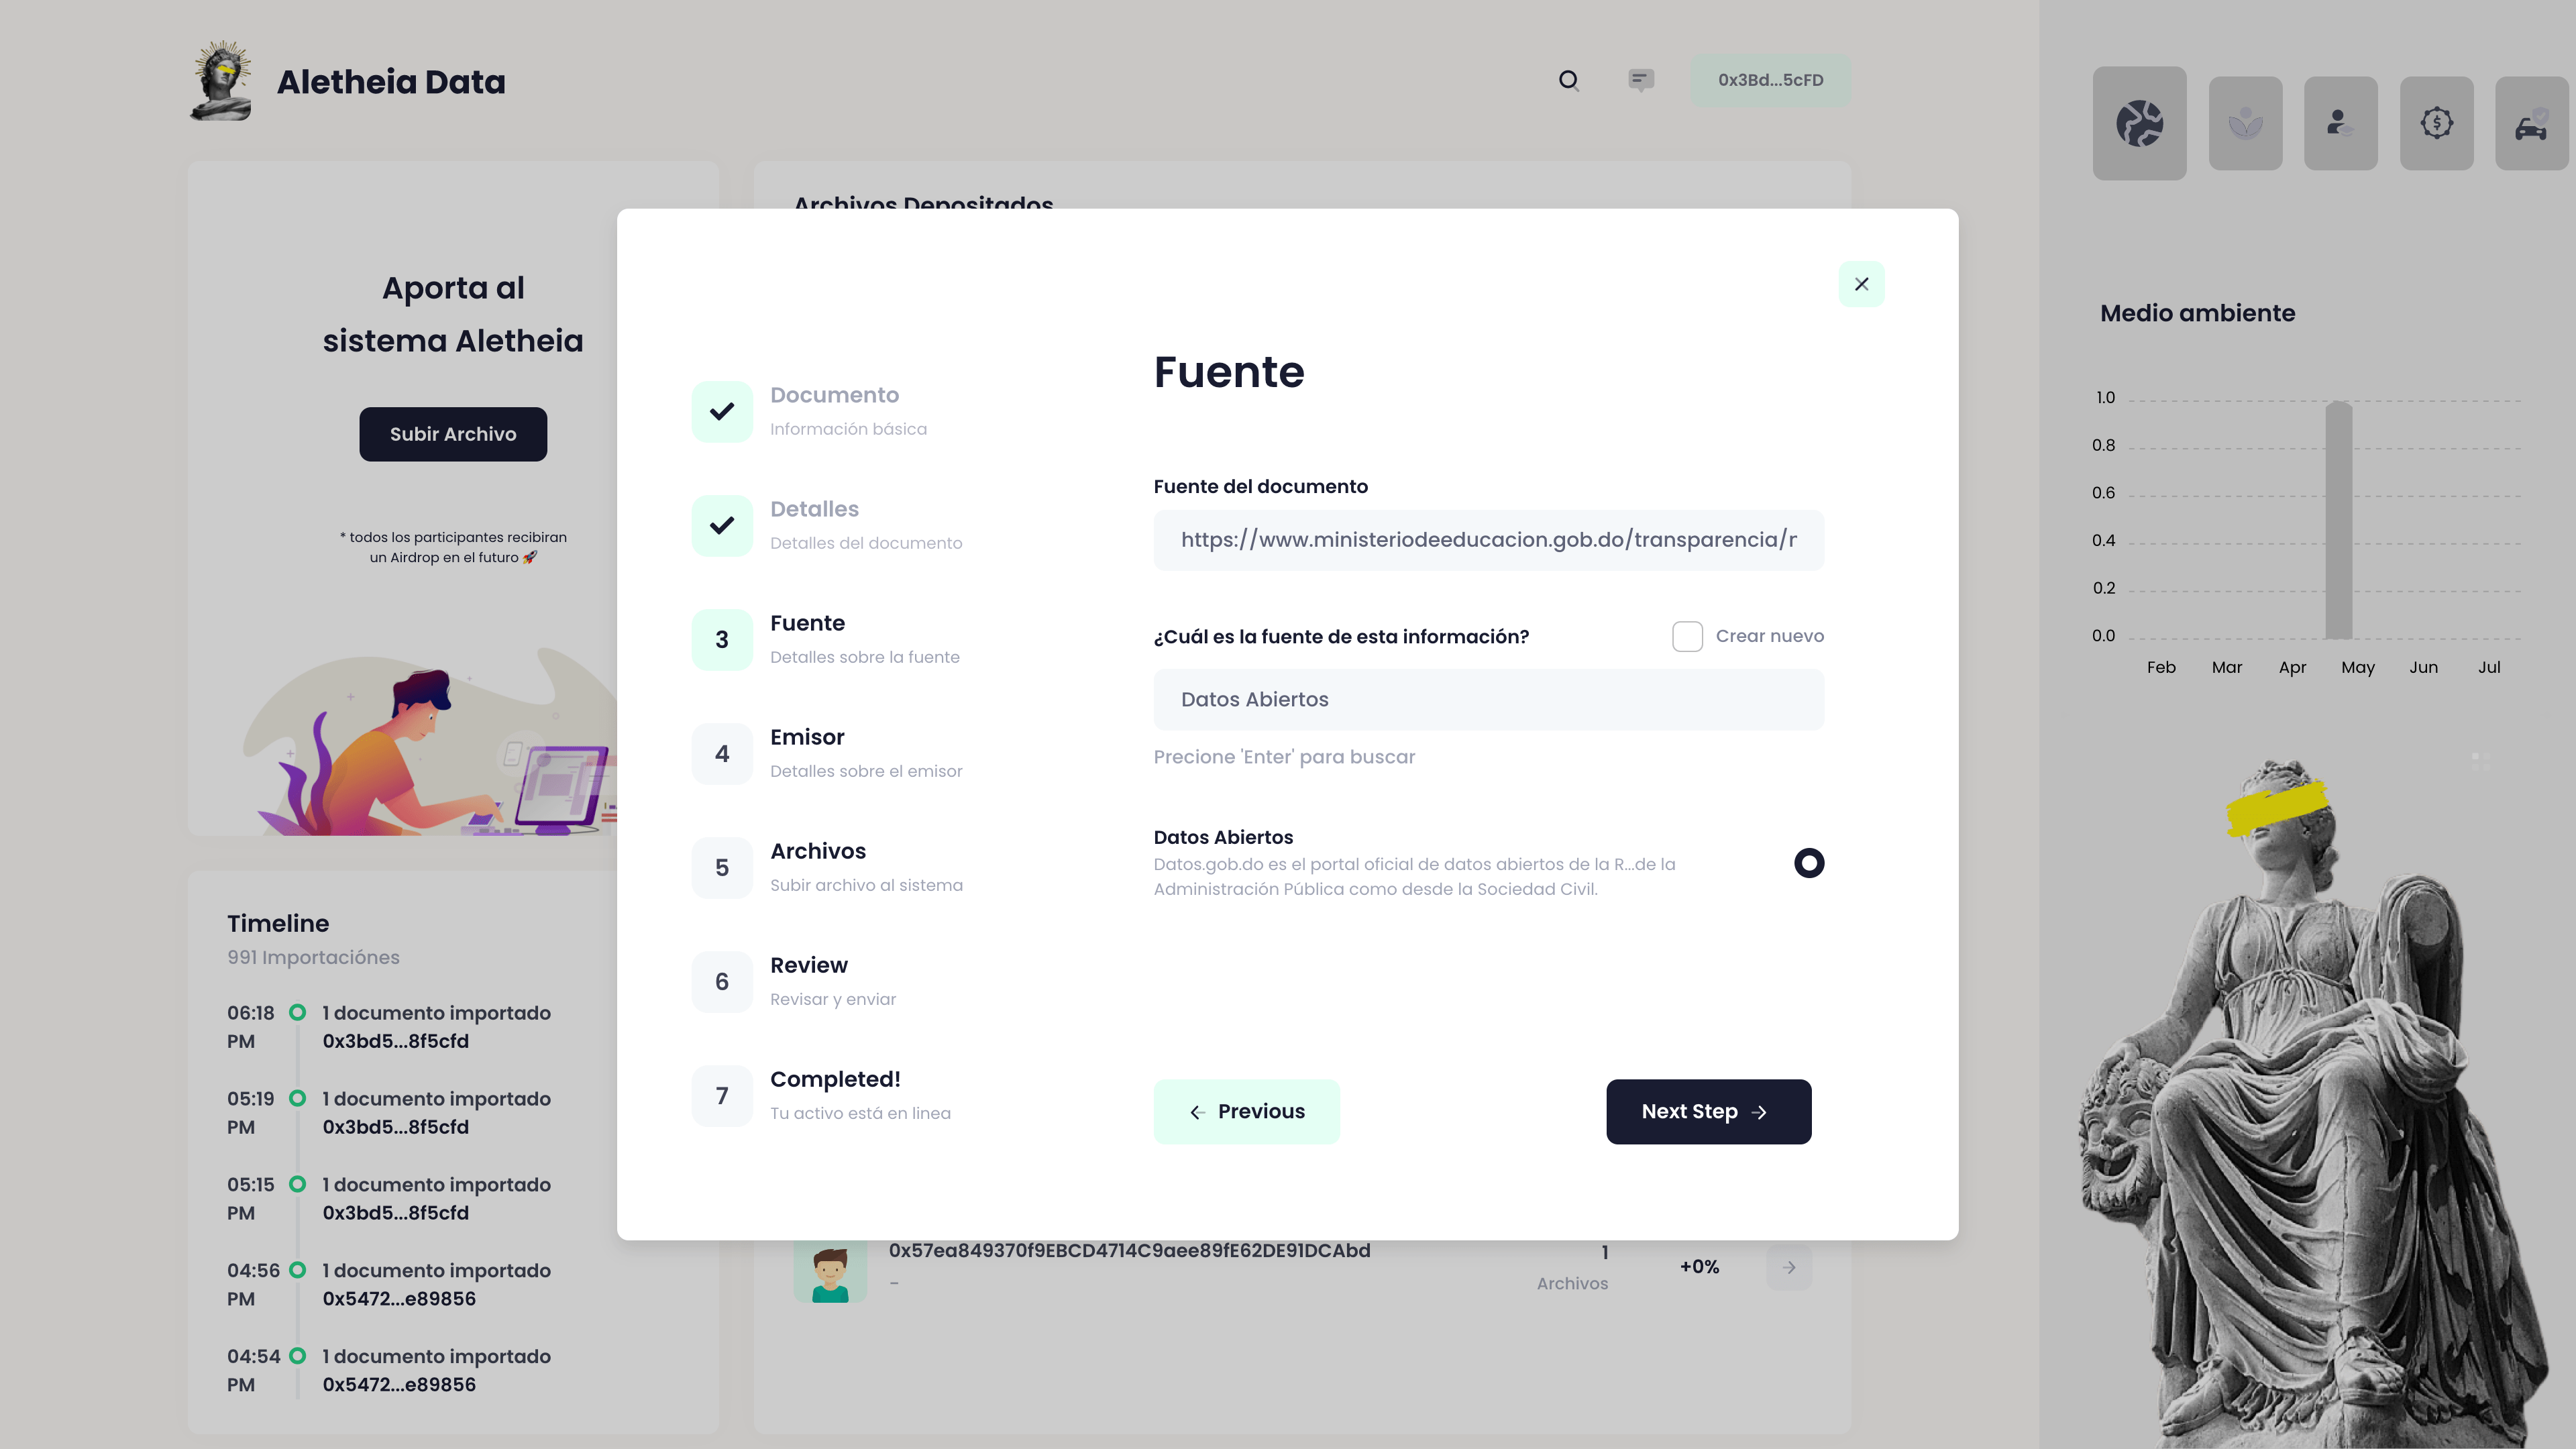 Aletheia Data
0x3Bd...5cFD
Aporta al
sistema Aletheia
Subir Archivo
* todos los participantes recibiran
un Airdrop en el futuro 🚀
Timeline
991 Importaciónes
06:18 PM
1 documento importado
0x3bd5...8f5cfd
05:19 PM
1 documento importado
0x3bd5...8f5cfd
05:15 PM
1 documento importado
0x3bd5...8f5cfd
04:56 PM
1 documento importado
0x5472...e89856
04:54 PM
1 documento importado
0x5472...e89856
Archivos Depositados
Documento
Información básica
Detalles
Detalles del documento
3
Fuente
Detalles sobre la fuente
4
Emisor
Detalles sobre el emisor
5
Archivos
Subir archivo al sistema
6
Review
Revisar y enviar
7
Completed!
Tu activo está en linea
Fuente
Fuente del documento
https://www.ministeriodeeducacion.gob.do/transparencia/r
¿Cuál es la fuente de esta información?
Crear nuevo
Datos Abiertos
Precione 'Enter' para buscar
Datos Abiertos
Datos.gob.do es el portal oficial de datos abiertos de la R...de la
Administración Pública como desde la Sociedad Civil.
Previous
Next Step
0x57ea849370f9EBCD4714C9aee89fE62DE91DCAbd
–
1
Archivos
+0%
Medio ambiente
1.0
0.8
0.6
0.4
0.2
0.0
Feb Mar Apr May Jun Jul